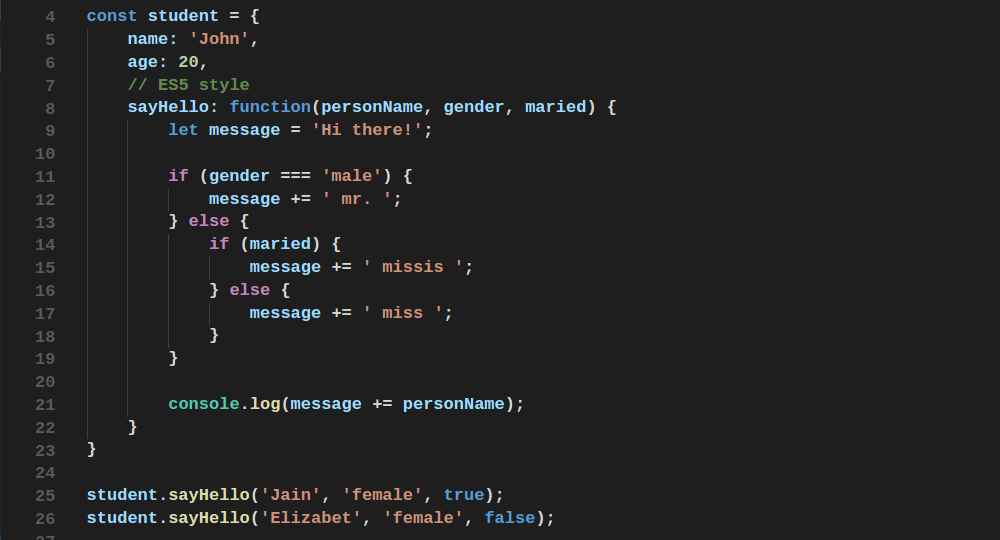 4 const student = {
5 name: 'John',
6 age: 20,
7 // ES5 style
8 sayHello: function(personName, gender, maried) {
9 let message = 'Hi there!';
10
11 if (gender === 'male') {
12 message += ' mr. ';
13 } else {
14 if (maried) {
15 message += ' missis ';
16 } else {
17 message += ' miss ';
18 }
19 }
20
21 console.log(message += personName);
22 }
23 }
24
25 student.sayHello('Jain', 'female', true);
26 student.sayHello('Elizabet', 'female', false);